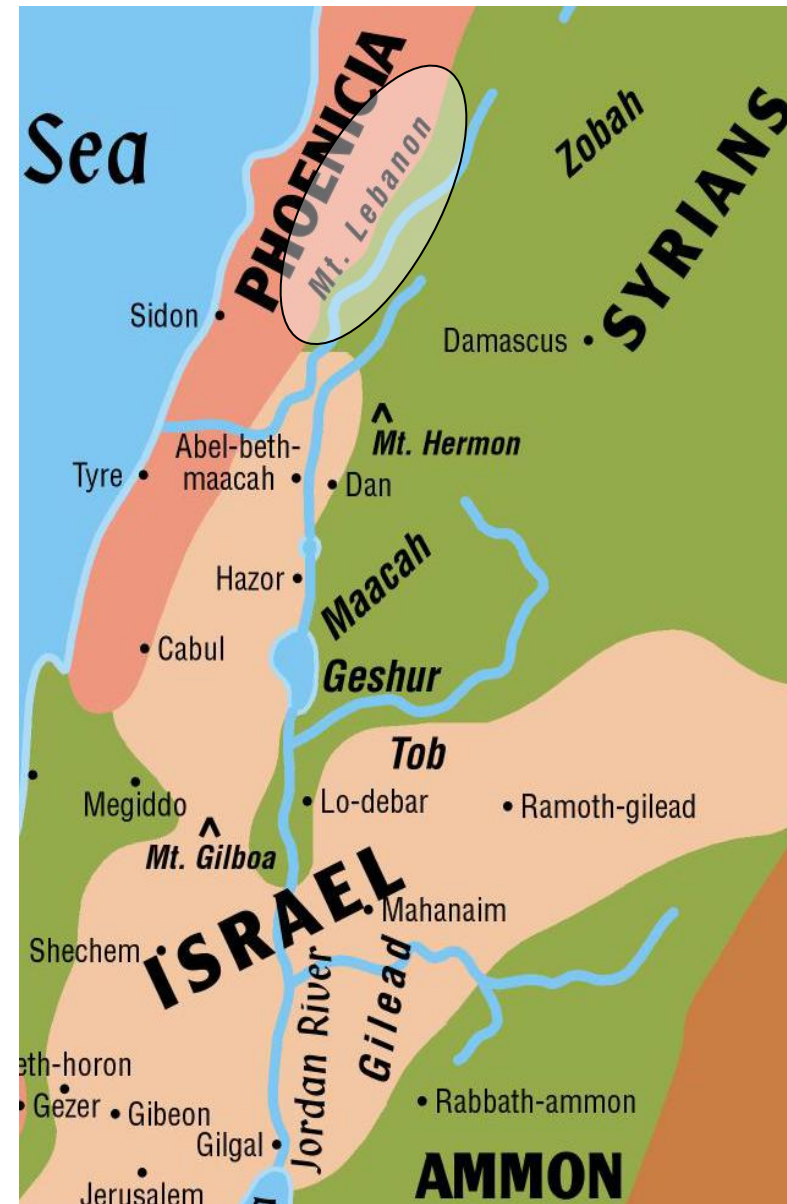 Sea
PHOENICIA
Mt. Lebanon
Zobah
SYRIANS
Sidon
Damascus
Mt. Hermon
Abel-beth-
maacah
Tyre
Dan
Hazor
Maacah
Cabul
Geshur
Tob
Megiddo
Lo-debar
Ramoth-gilead
Mt. Gilboa
ISRAEL
Mahanaim
Shechem
Jordan River
Gilead
eth-horon
Gezer
Gibeon
Rabbath-ammon
Gilgal
Jerusalem
AMMON
a